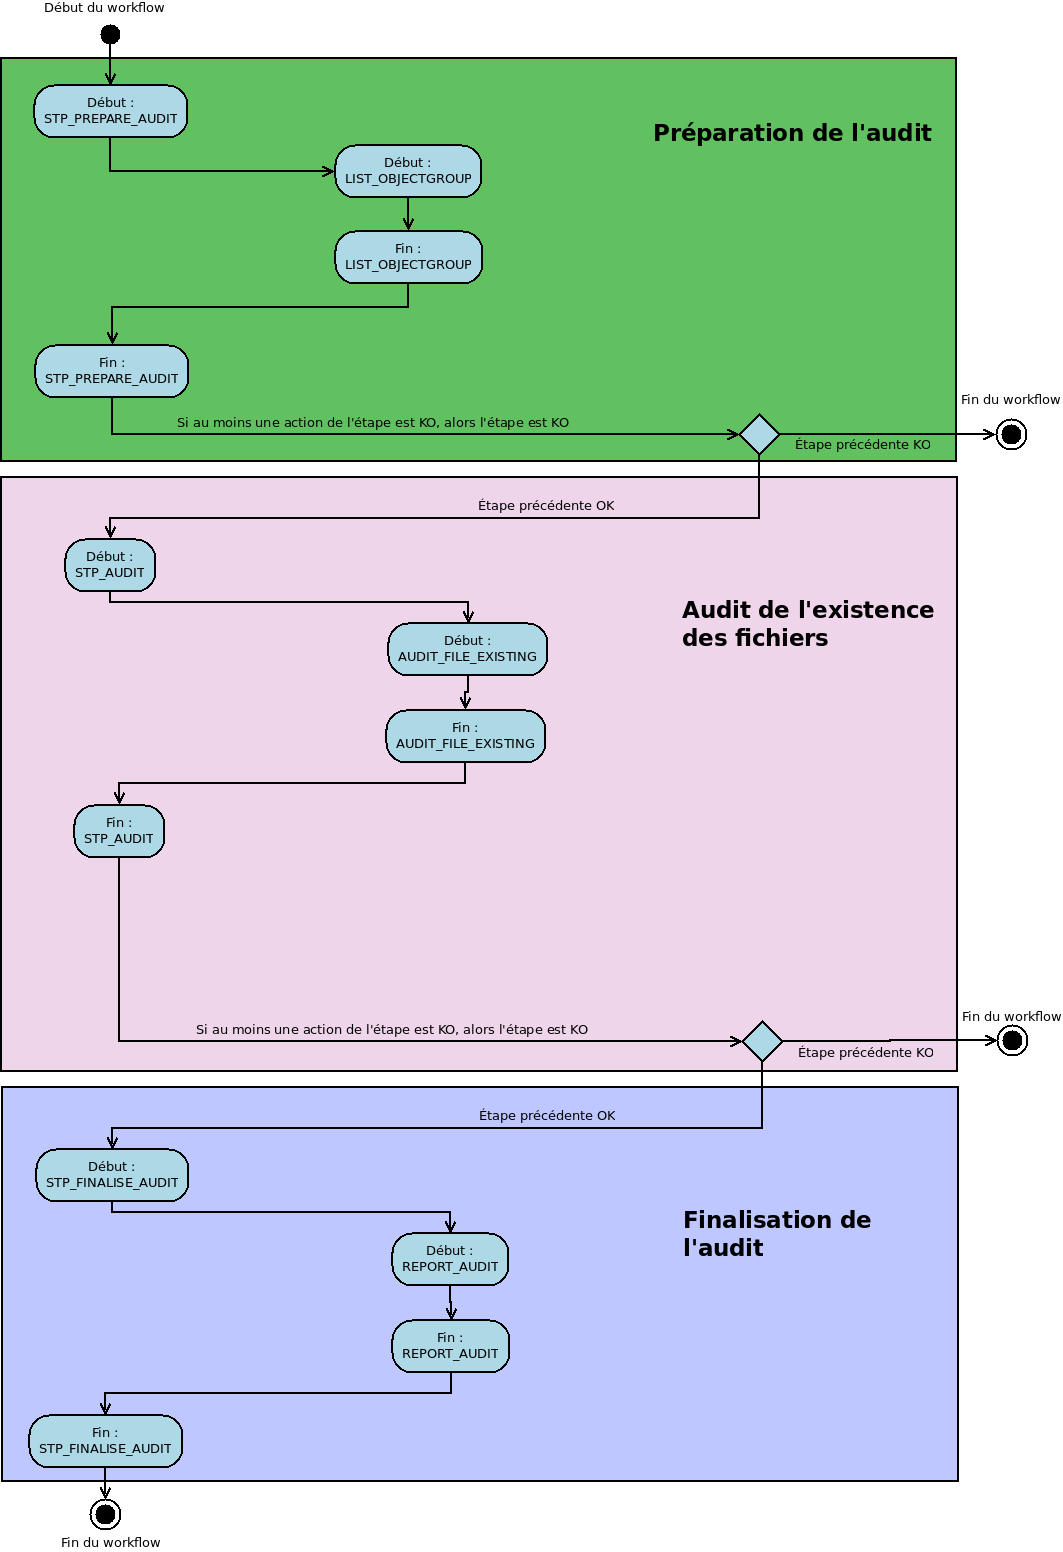 Début du workflow
Début :
STP_PREPARE_AUDIT
Préparation de l'audit
Début :
LIST_OBJECTGROUP
Fin :
LIST_OBJECTGROUP
Fin :
STP_PREPARE_AUDIT
Fin du workflow
Si au moins une action de l'étape est KO, alors l'étape est KO
Étape précédente KO
Étape précédente OK
Début :
STP_AUDIT
Audit de l'existence
des fichiers
Début :
AUDIT_FILE_EXISTING
Fin :
AUDIT_FILE_EXISTING
Fin :
STP_AUDIT
Fin du workflow
Si au moins une action de l'étape est KO, alors l'étape est KO
Étape précédente KO
Étape précédente OK
Début :
STP_FINALISE_AUDIT
Finalisation de
l'audit
Début :
REPORT_AUDIT
Fin :
REPORT_AUDIT
Fin :
STP_FINALISE_AUDIT
Fin du workflow